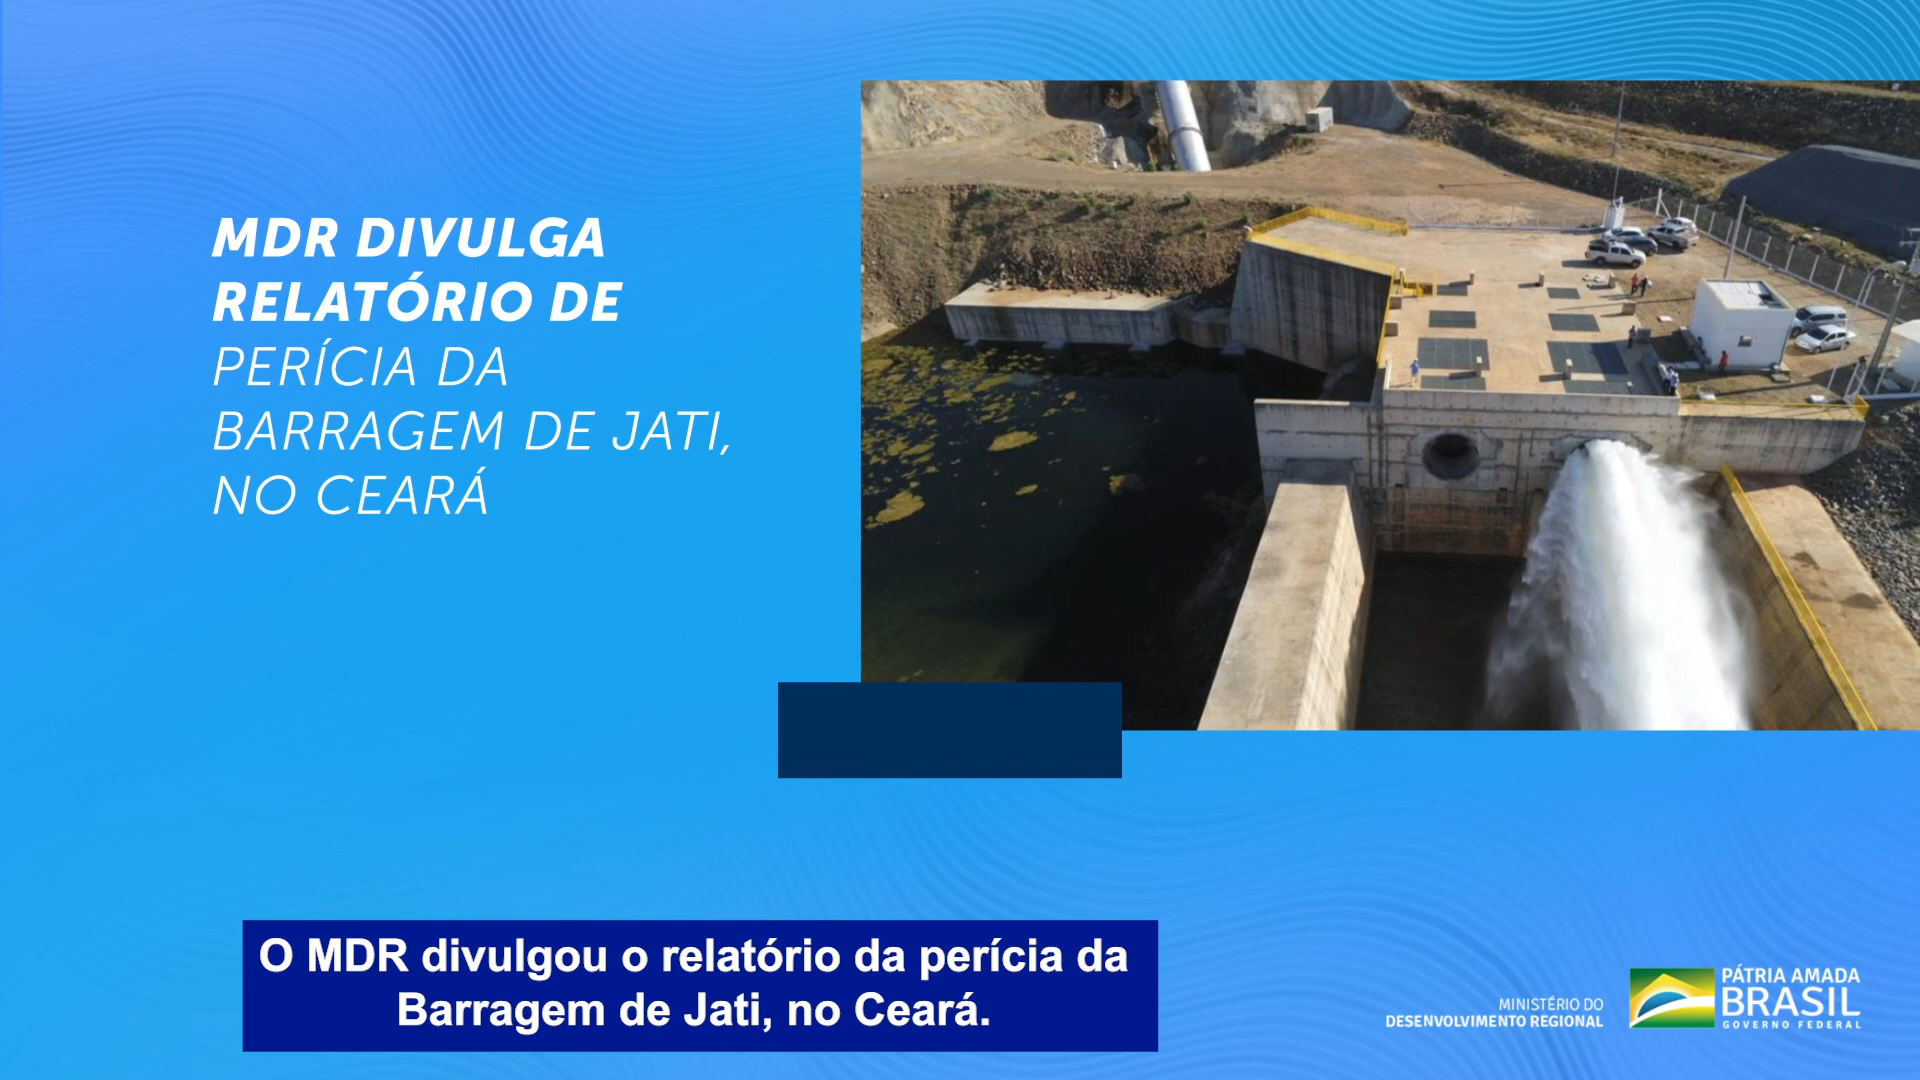 MDR DIVULGA
RELATÓRIO DE
PERÍCIA DA
BARRAGEM DE JATI,
NO CEARÁ
O MDR divulgou o relatório da perícia da
Barragem de Jati, no Ceará.
MINISTÉRIO DO
DESENVOLVIMENTO REGIONAL
PÁTRIA AMADA
BRASIL
GOVERNO FEDERAL